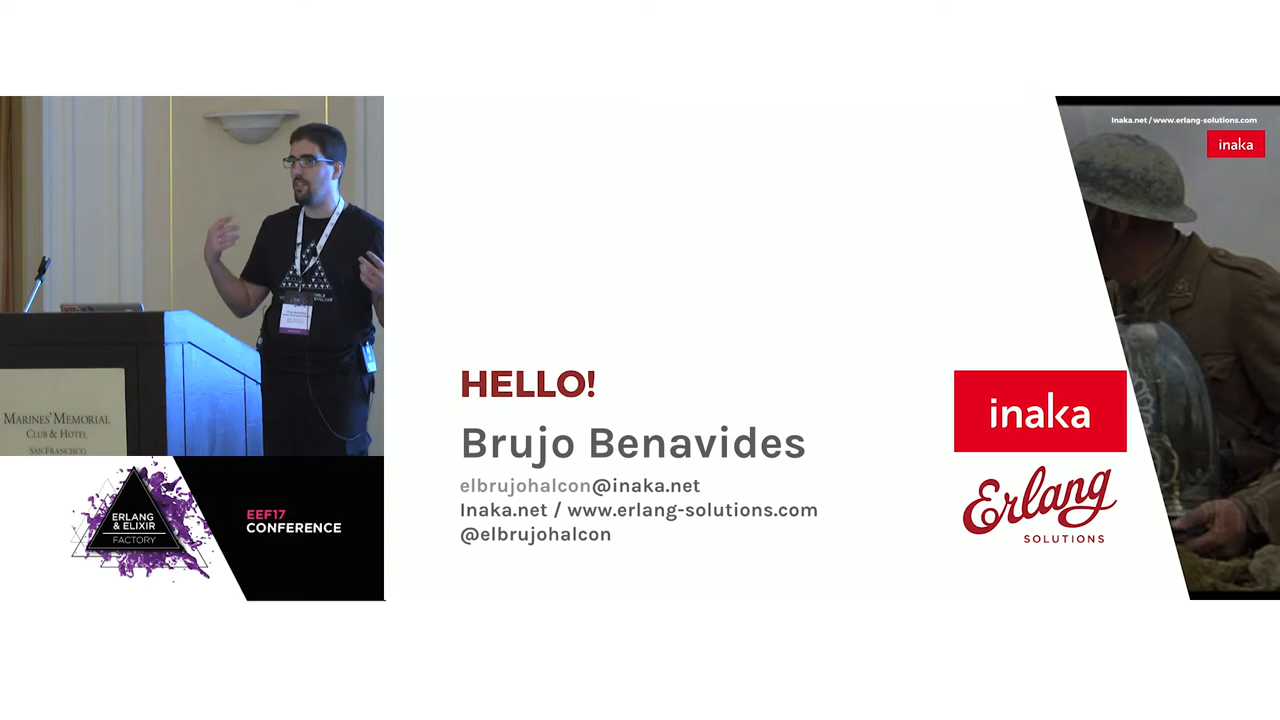 Inaka.net / www.erlang-solutions.com
inaka
MARINES' MEMORIAL
CLUB & HOTEL
SAN FRANCISCO
ERLANG
& ELIXIR
FACTORY
EEF17
CONFERENCE
HELLO!
Brujo Benavides
elbrujohalcon@inaka.net
Inaka.net / www.erlang-solutions.com
@elbrujohalcon
inaka
Erlang
SOLUTIONS